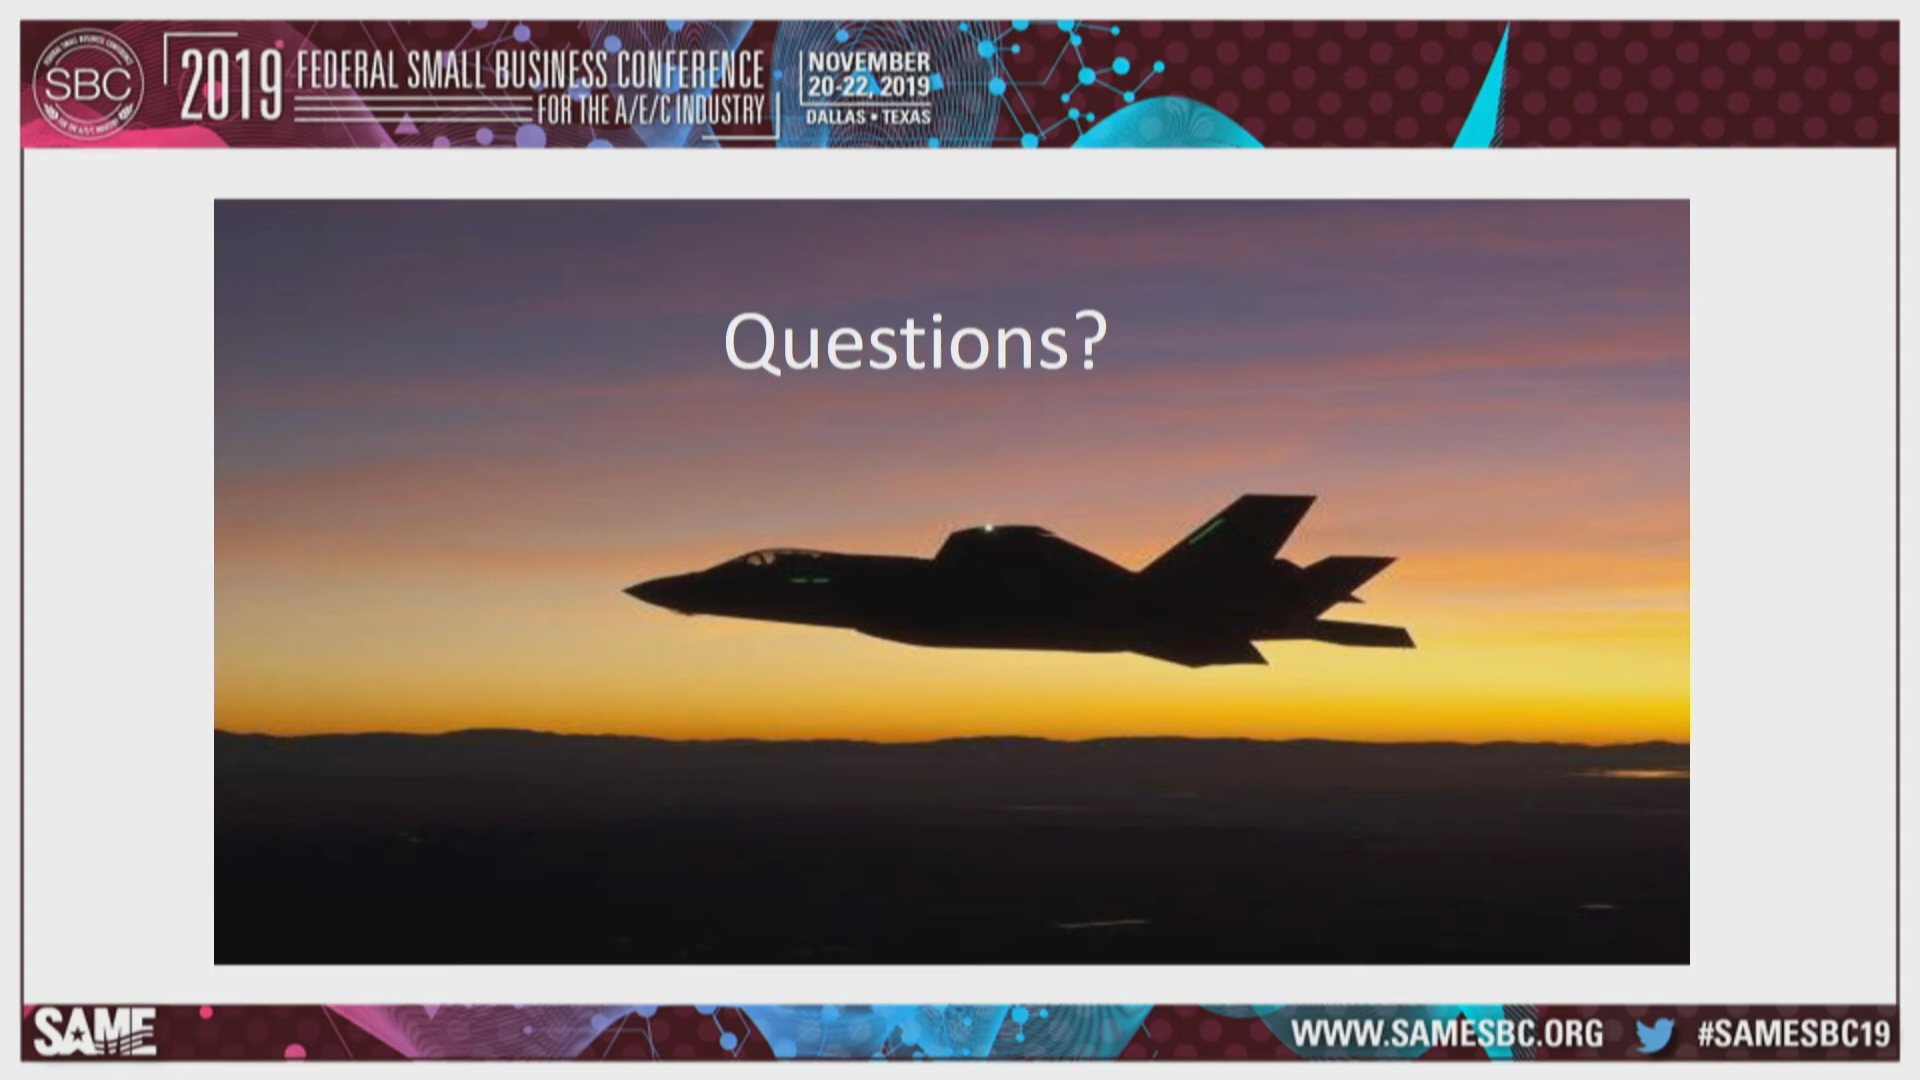 SBC
2019 FEDERAL SMALL BUSINESS CONFERENCE
FOR THE A/E/C INDUSTRY
NOVEMBER
20-22, 2019
DALLAS • TEXAS
Questions?
SAME
WWW.SAMESBC.ORG #SAMESBC19